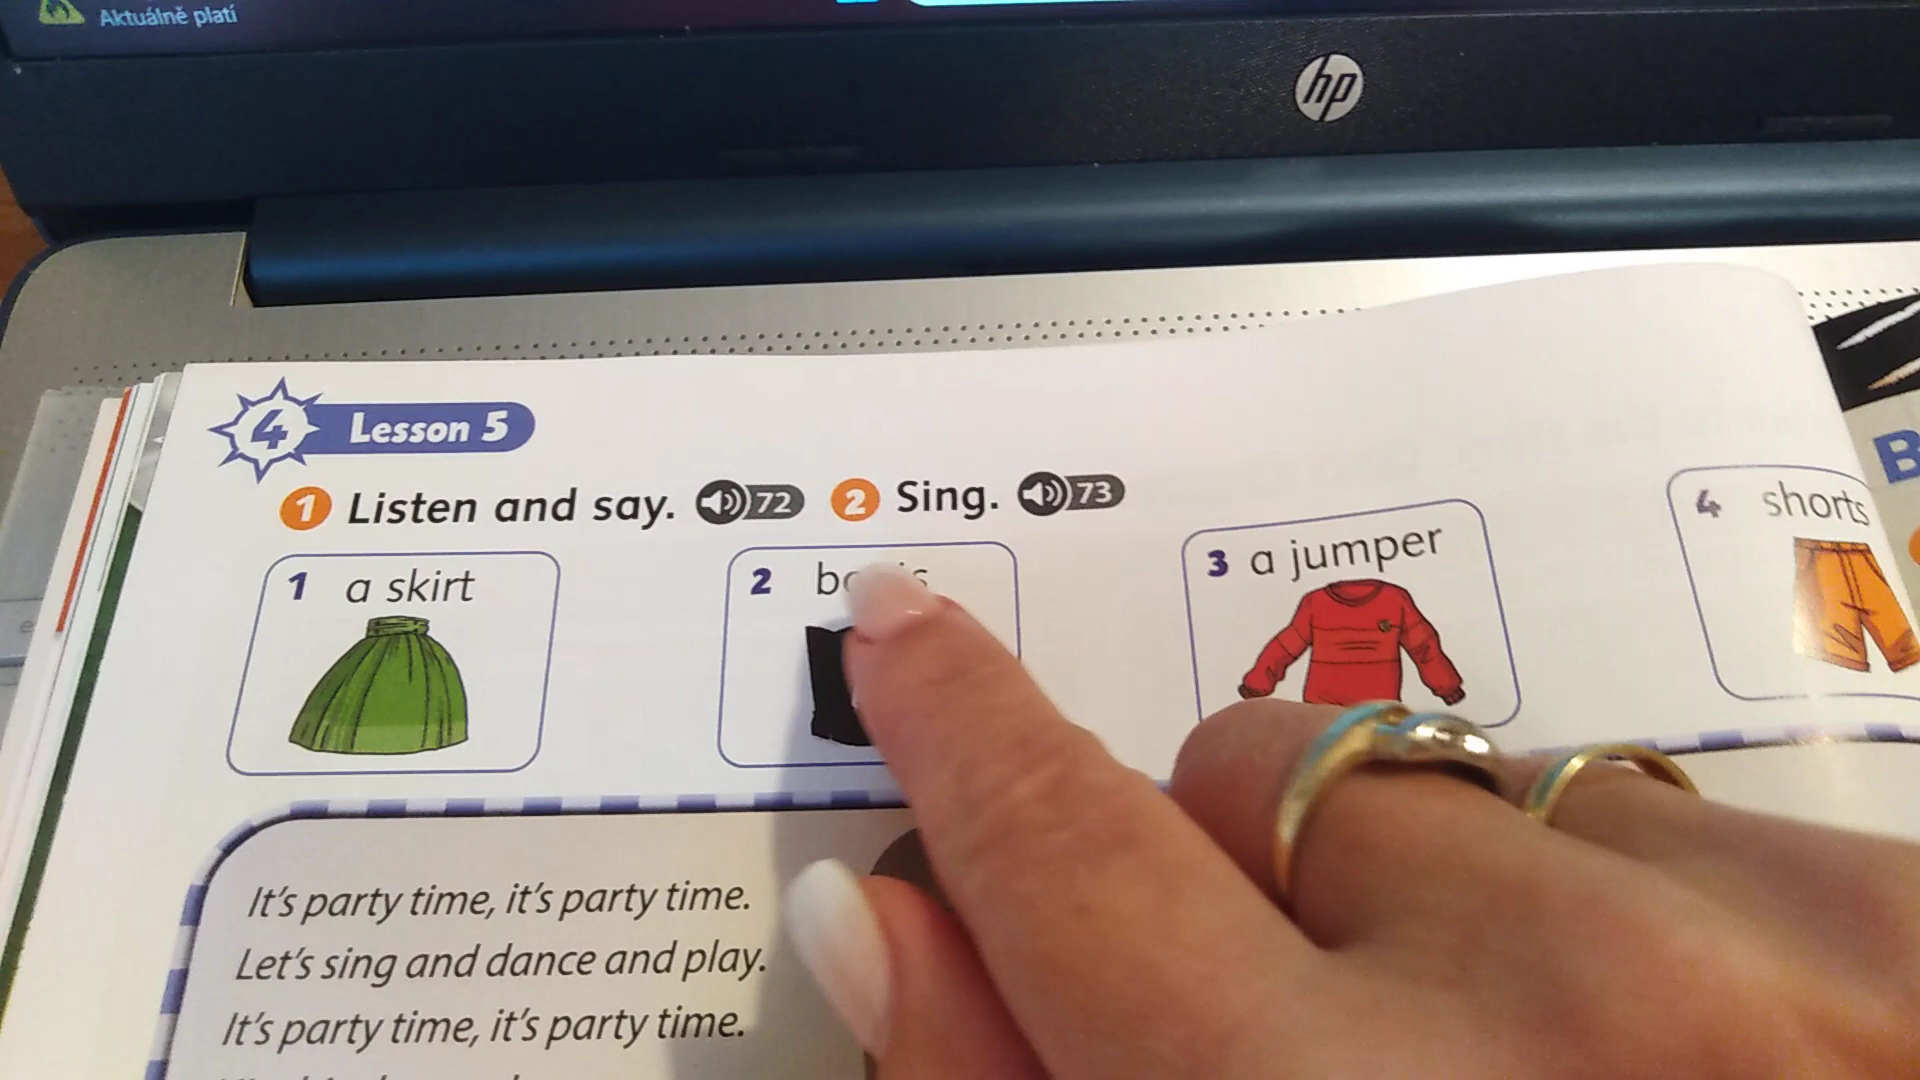 Aktuálně platí
hp
4 Lesson 5
1 Listen and say. 72 2 Sing. 73
1 a skirt
2
3 a jumper
4 shorts
B
It's party time, it's party time.
Let's sing and dance and play.
It's party time, it's party time.